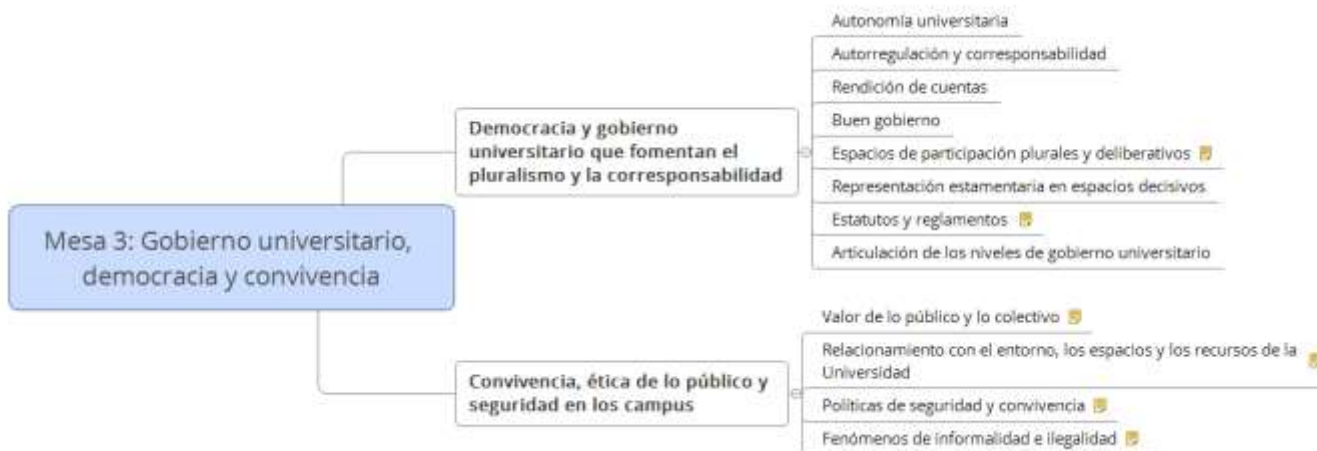 Mesa 3: Gobierno universitario,
democracia y convivencia
Democracia y gobierno
universitario que fomentan el
pluralismo y la corresponsabilidad
Autonomía universitaria
Autorregulación y corresponsabilidad
Rendición de cuentas
Buen gobierno
Espacios de participación plurales y deliberativos
Representación estamentaria en espacios decisivos
Estatutos y reglamentos
Articulación de los niveles de gobierno universitario
Convivencia, ética de lo público y
seguridad en los campus
Valor de lo público y lo colectivo
Relacionamiento con el entorno, los espacios y los recursos de la
Universidad
Políticas de seguridad y convivencia
Fenómenos de informalidad e ilegalidad